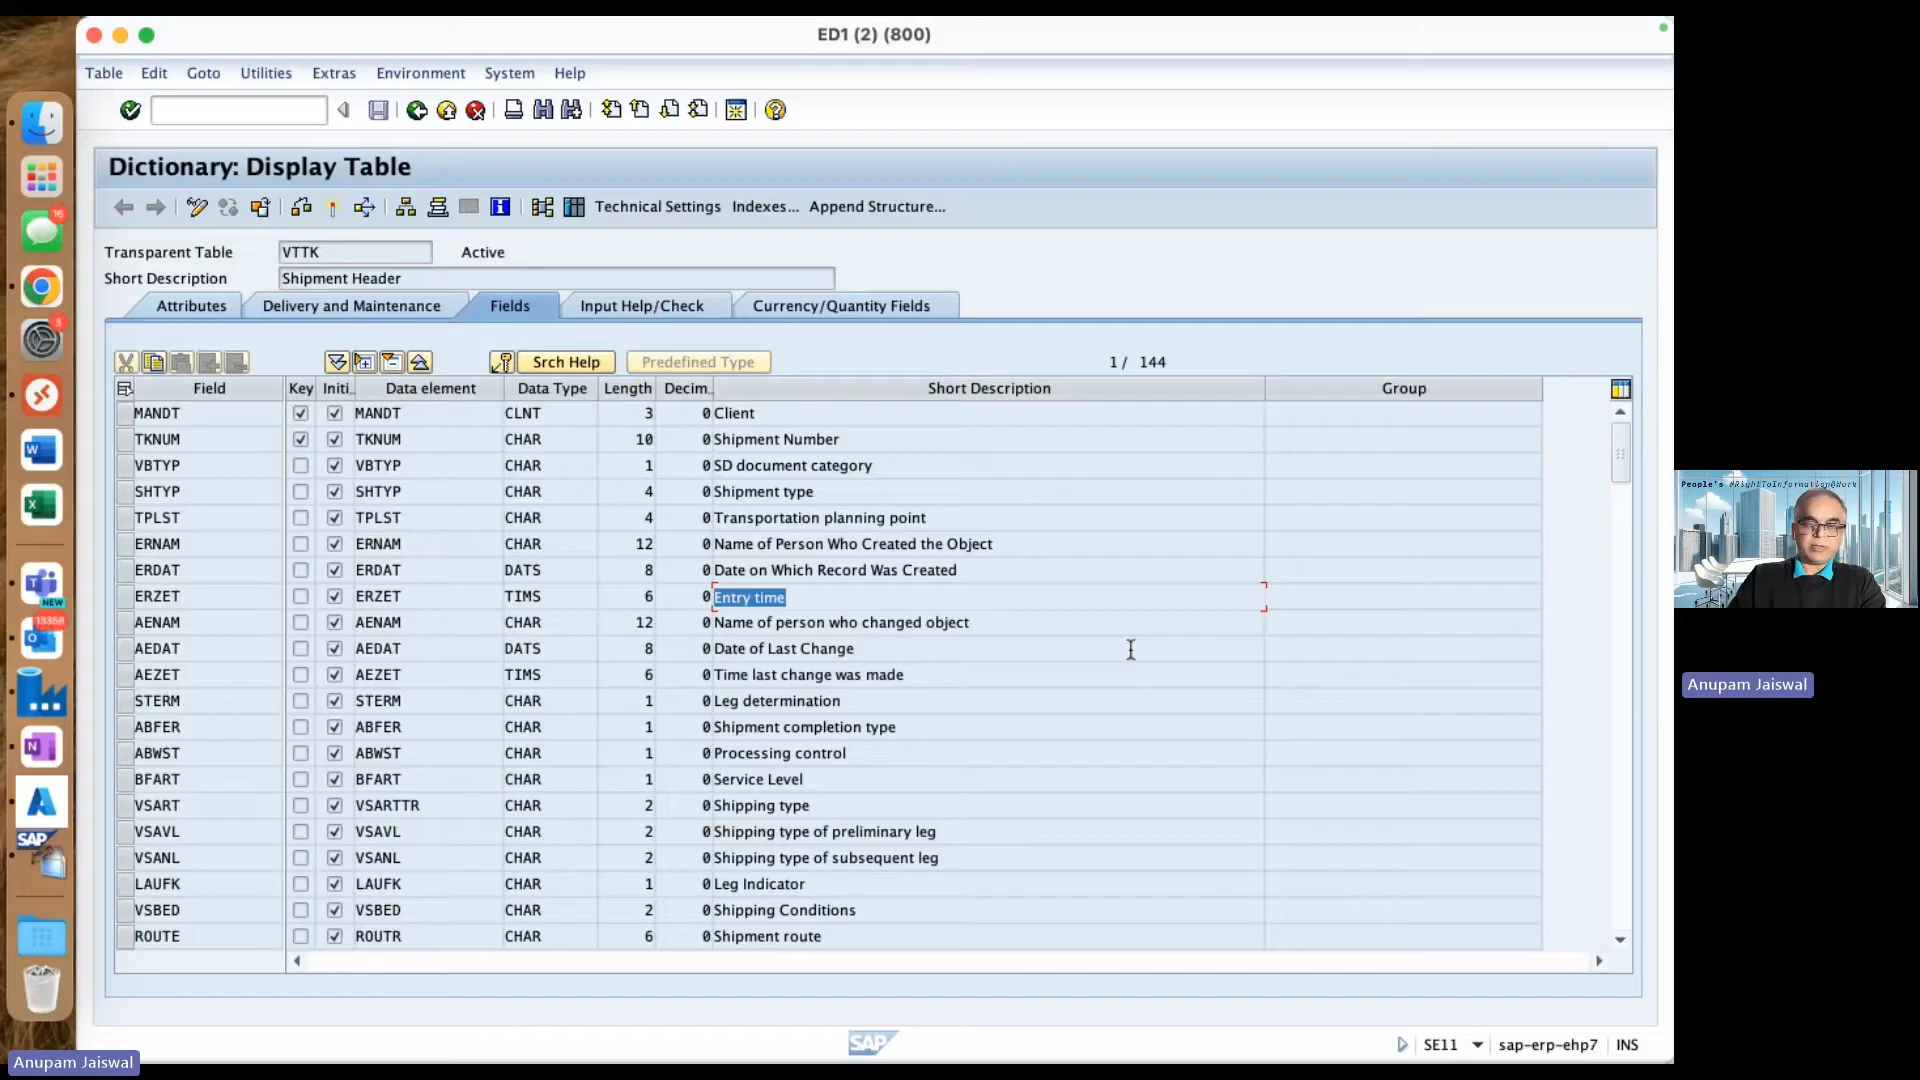 ED1 (2) (800)
Table Edit Goto Utilities Extras Environment System Help
Dictionary: Display Table
Technical Settings Indexes... Append Structure...
Transparent Table VTTK Active
Short Description Shipment Header
Attributes Delivery and Maintenance Fields Input Help/Check Currency/Quantity Fields
Srch Help Predefined Type 1 / 144
Field Key Initi.. Data element Data Type Length Decim.. Short Description Group
MANDT MANDT CLNT 3 0 Client
TKNUM TKNUM CHAR 10 0 Shipment Number
VBTYP VBTYP CHAR 1 0 SD document category
SHTYP SHTYP CHAR 4 0 Shipment type
TPLST TPLST CHAR 4 0 Transportation planning point
ERNAM ERNAM CHAR 12 0 Name of Person Who Created the Object
ERDAT ERDAT DATS 8 0 Date on Which Record Was Created
ERZET ERZET TIMS 6 0 Entry time
AENAM AENAM CHAR 12 0 Name of person who changed object
AEDAT AEDAT DATS 8 0 Date of Last Change
AEZET AEZET TIMS 6 0 Time last change was made
STERM STERM CHAR 1 0 Leg determination
ABFER ABFER CHAR 1 0 Shipment completion type
ABWST ABWST CHAR 1 0 Processing control
BFART BFART CHAR 1 0 Service Level
VSART VSARTTR CHAR 2 0 Shipping type
VSAVL VSAVL CHAR 2 0 Shipping type of preliminary leg
VSANL VSANL CHAR 2 0 Shipping type of subsequent leg
LAUFK LAUFK CHAR 1 0 Leg Indicator
VSBED VSBED CHAR 2 0 Shipping Conditions
ROUTE ROUTR CHAR 6 0 Shipment route
SAP SE11 sap-erp-ehp7 INS
16
3
W
X
T
NEW
13358
N
SAP
Anupam Jaiswal
People's #RightToInformation@Work
Anupam Jaiswal